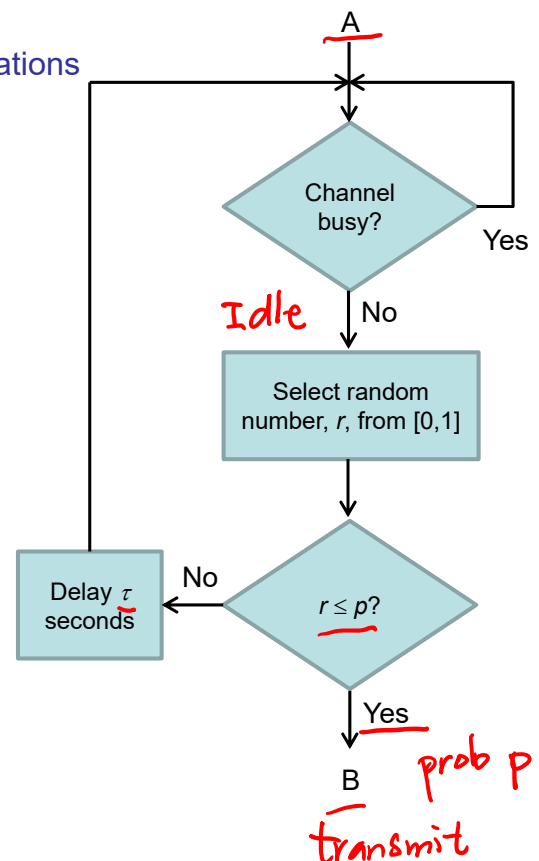 A
ations
Channel
busy?
Yes
Idle
No
Select random
number, r, from [0,1]
Delay τ
seconds
No
r ≤ p?
Yes
prob p
B
transmit